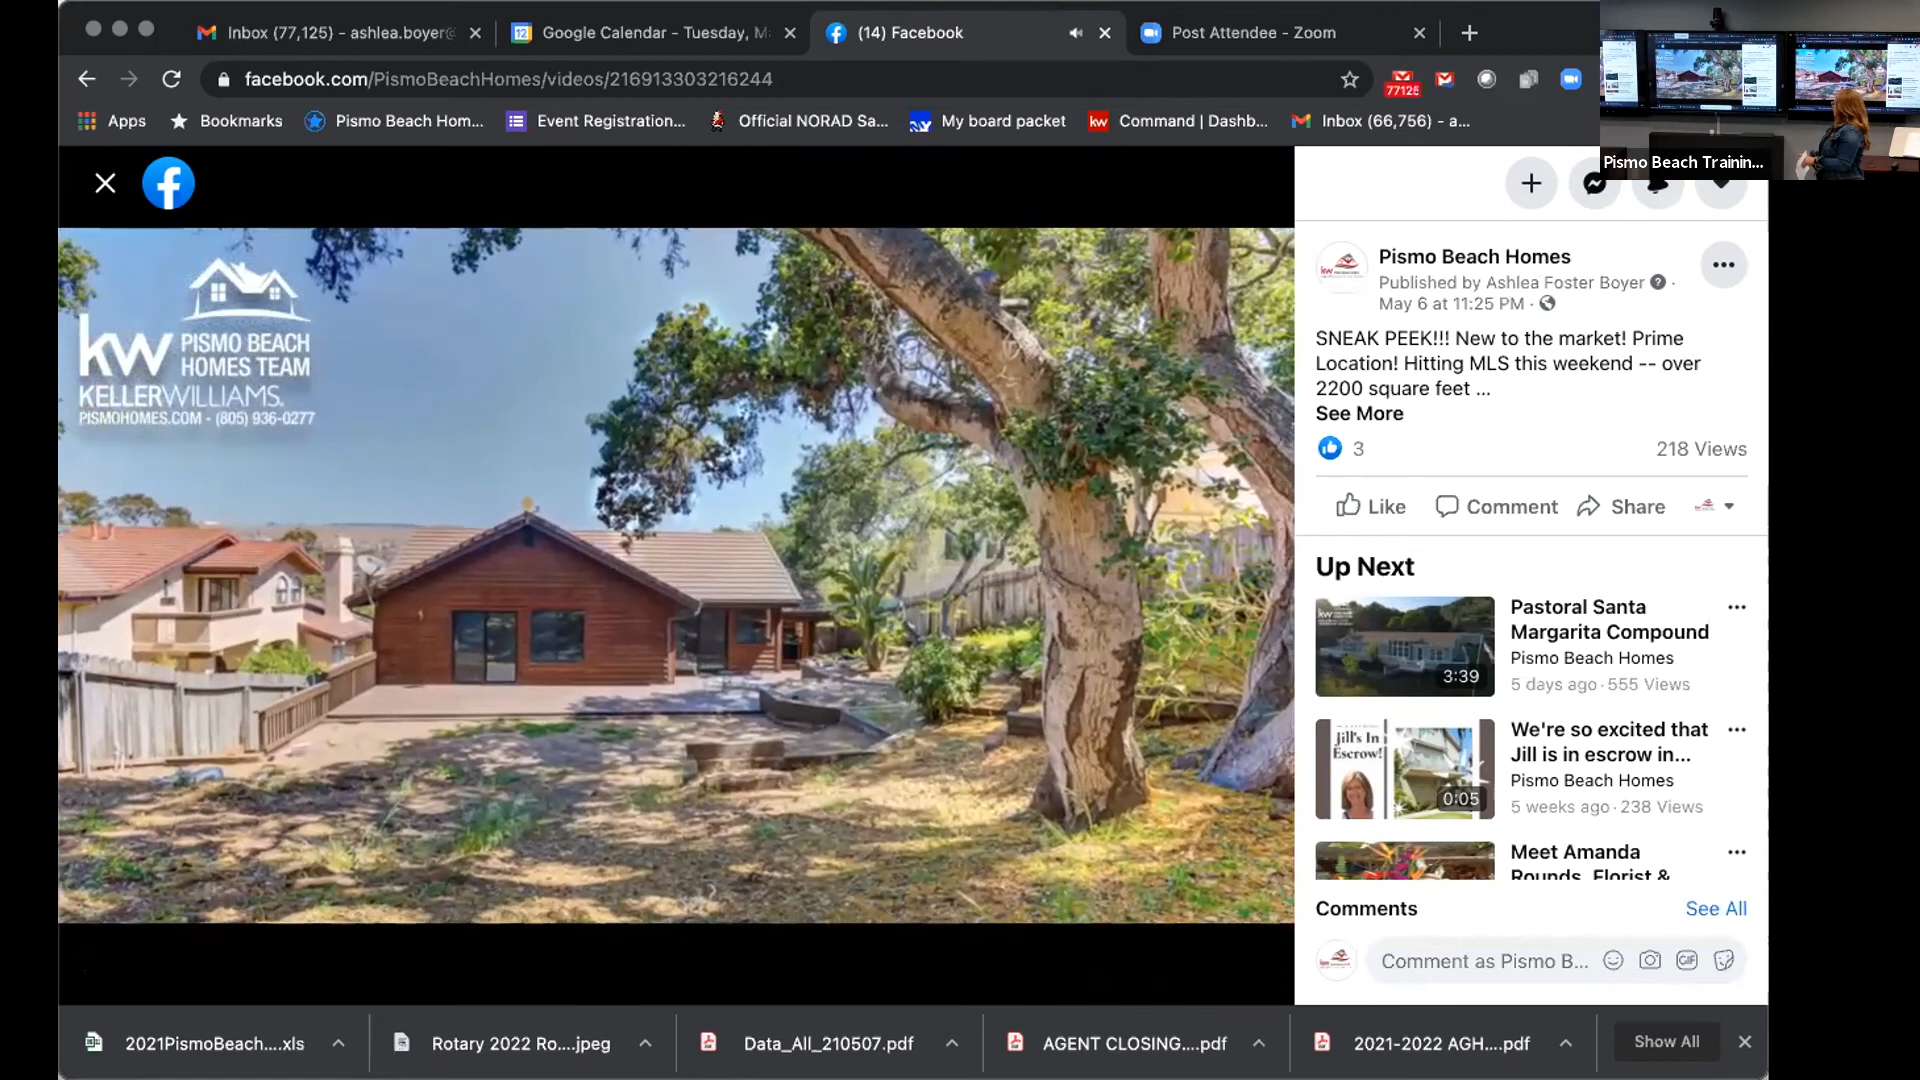 Inbox (77,125) - ashlea.boyer@
Google Calendar - Tuesday, M
(14) Facebook
Post Attendee - Zoom
facebook.com/PismoBeachHomes/videos/216913303216244
77125
Apps
Bookmarks
Pismo Beach Hom...
Event Registration...
Official NORAD Sa...
My board packet
kw
Command | Dashb...
Inbox (66,756) - a...
Pismo Beach Trainin...
kw PISMO BEACH
HOMES TEAM
KELLERWILLIAMS.
PISMOHOMES.COM - (805) 936-0277
Pismo Beach Homes
Published by Ashlea Foster Boyer ·
May 6 at 11:25 PM ·
SNEAK PEEK!!! New to the market! Prime
Location! Hitting MLS this weekend -- over
2200 square feet ...
See More
3
218 Views
Like
Comment
Share
Up Next
Pastoral Santa
Margarita Compound
Pismo Beach Homes
5 days ago · 555 Views
3:39
We're so excited that
Jill is in escrow in...
Pismo Beach Homes
5 weeks ago · 238 Views
jill's In
Escrow!
0:05
Meet Amanda
Rounds, Florist &
Comments
See All
Comment as Pismo B...
GIF
2021PismoBeach....xls
Rotary 2022 Ro....jpeg
Data_All_210507.pdf
AGENT CLOSING....pdf
2021-2022 AGH....pdf
Show All